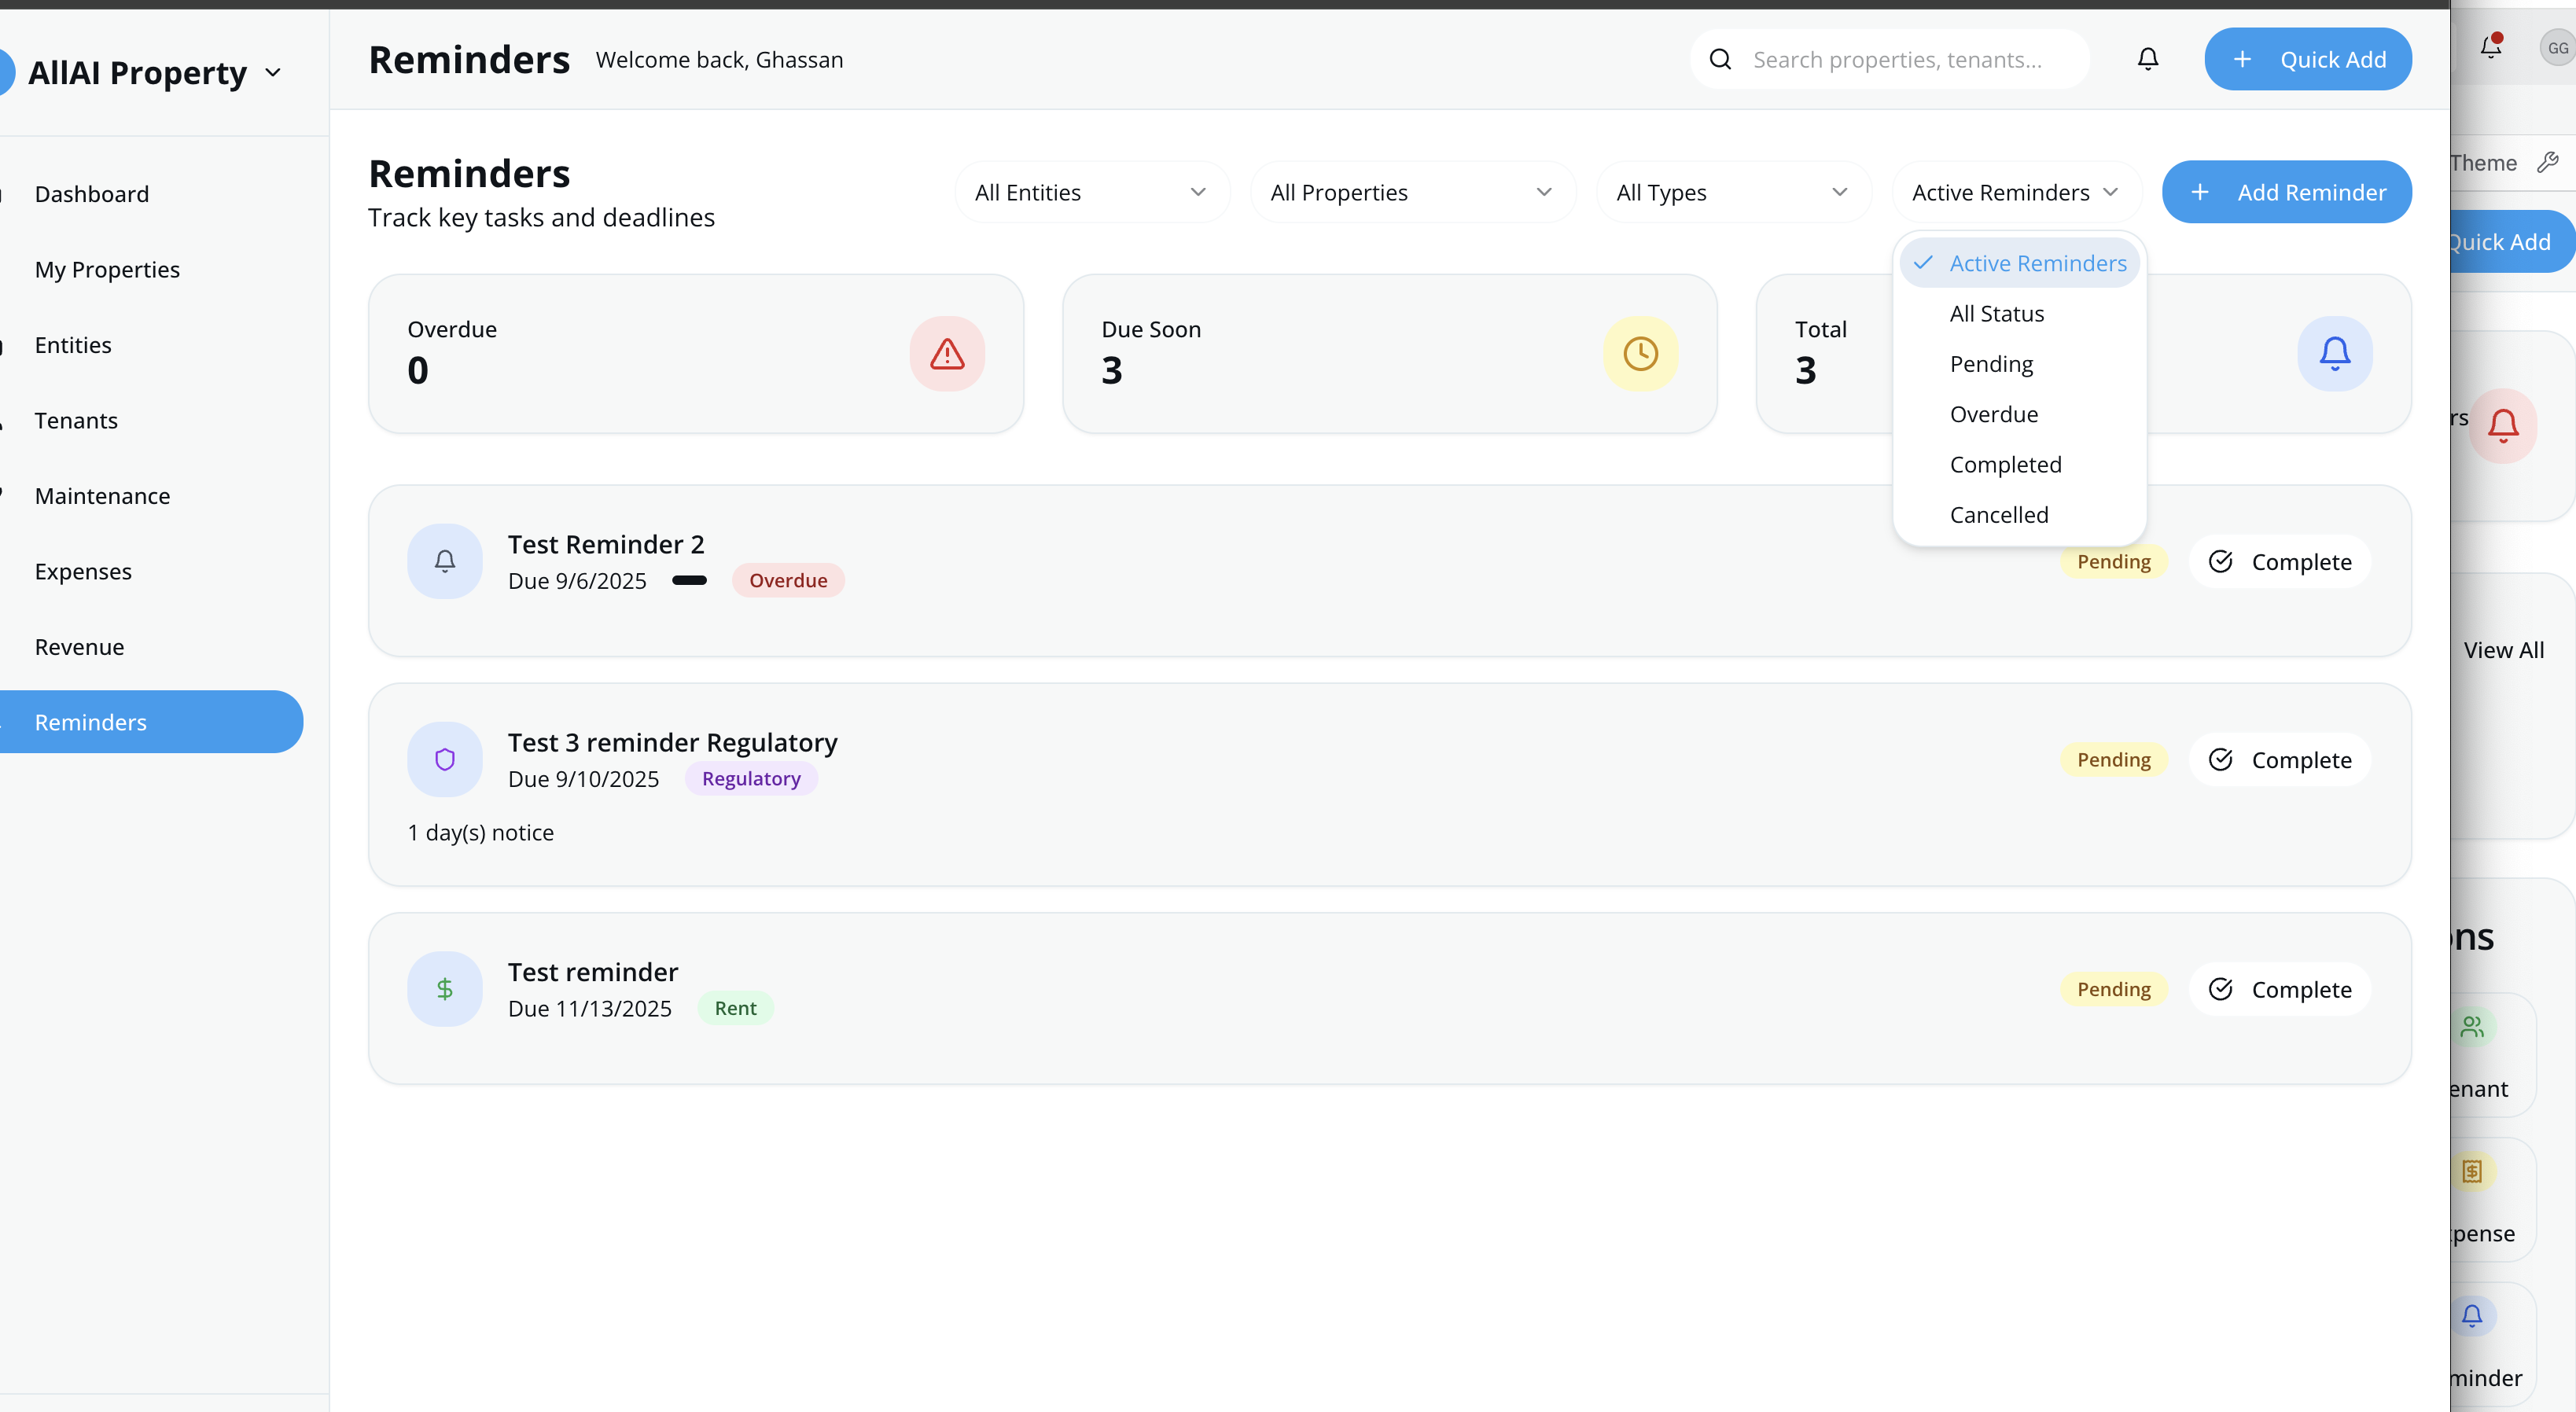 AllAI Property
Dashboard
My Properties
Entities
Tenants
Maintenance
Expenses
Revenue
Reminders
Reminders Welcome back, Ghassan
Search properties, tenants...
Quick Add
Reminders
Track key tasks and deadlines
All Entities
All Properties
All Types
Active Reminders
Add Reminder
Active Reminders
All Status
Pending
Overdue
Completed
Cancelled
Overdue
0
Due Soon
3
Total
3
Test Reminder 2
Due 9/6/2025 Overdue
Pending Complete
Test 3 reminder Regulatory
Due 9/10/2025 Regulatory
Pending Complete
1 day(s) notice
Test reminder
Due 11/13/2025 Rent
Pending Complete
GG
Theme
Quick Add
rs
View All
ons
enant
pense
minder